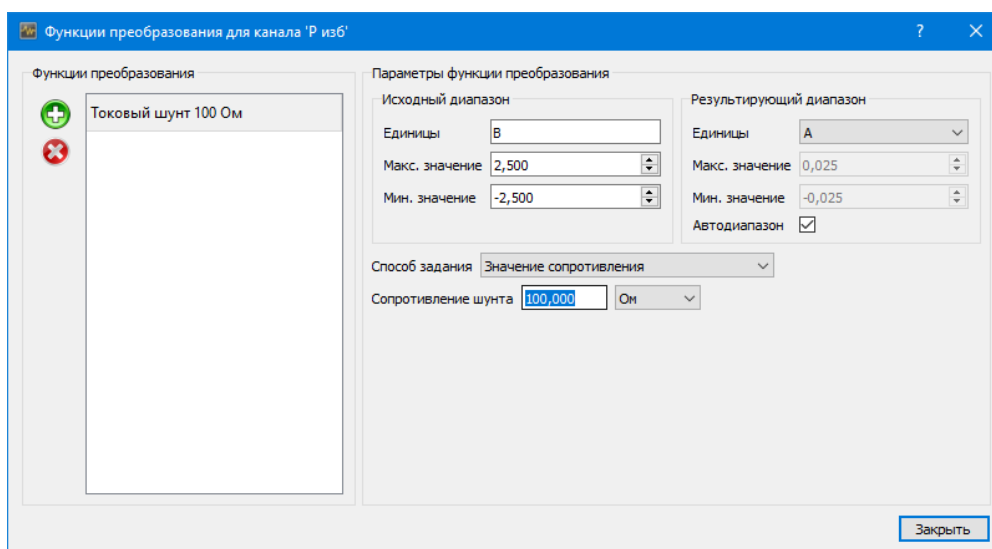 Функции преобразования для канала 'Р изб'
Функции преобразования
Токовый шунт 100 Ом
Параметры функции преобразования
Исходный диапазон
Единицы В
Макс. значение 2,500
Мин. значение -2,500
Результирующий диапазон
Единицы А
Макс. значение 0,025
Мин. значение -0,025
Автодиапазон
Способ задания Значение сопротивления
Сопротивление шунта 100,000 Ом
Закрыть